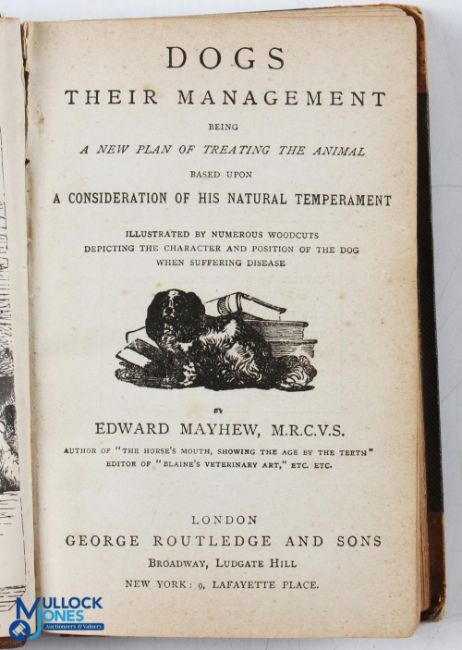 DOGS
THEIR MANAGEMENT
BEING
A NEW PLAN OF TREATING THE ANIMAL
BASED UPON
A CONSIDERATION OF HIS NATURAL TEMPERAMENT
ILLUSTRATED BY NUMEROUS WOODCUTS
DEPICTING THE CHARACTER AND POSITION OF THE DOG
WHEN SUFFERING DISEASE
BY
EDWARD MAYHEW, M.R.C.V.S.
AUTHOR OF "THE HORSE'S MOUTH, SHOWING THE AGE BY THE TEETH"
EDITOR OF "BLAINE'S VETERINARY ART," ETC. ETC.
LONDON
GEORGE ROUTLEDGE AND SONS
BROADWAY, LUDGATE HILL
NEW YORK: 9, LAFAYETTE PLACE.
MULLOCK
JONES
Auctioneers & Valuers